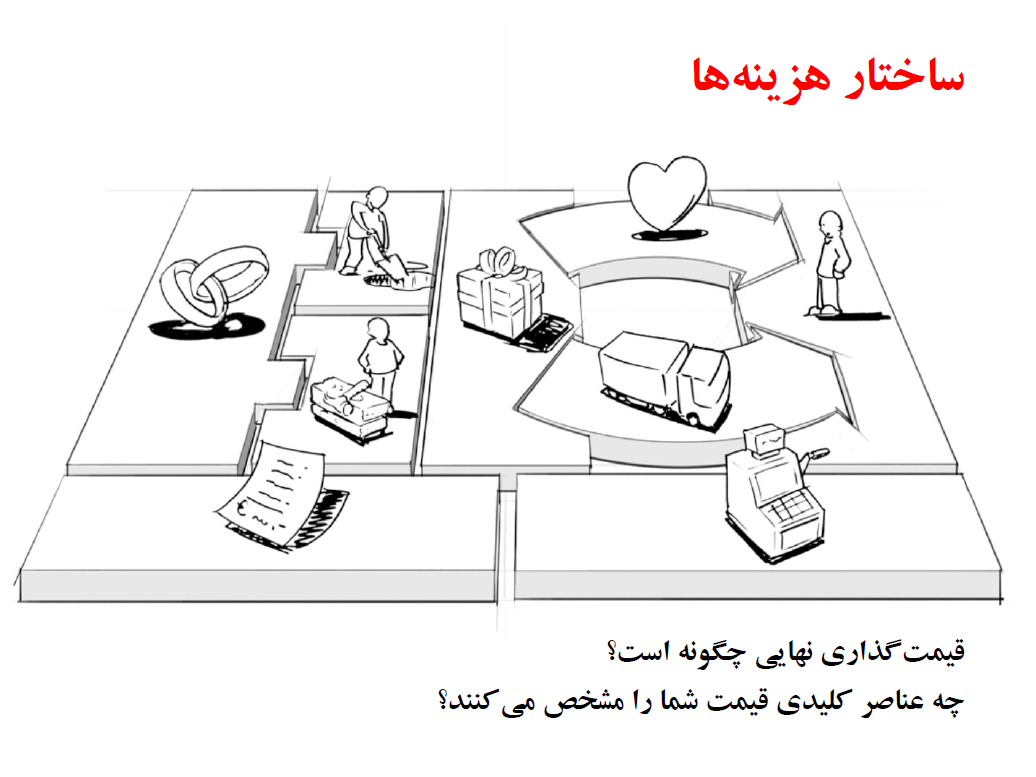 ساختار هزینه‌ها
قیمت‌گذاری نهایی چگونه است؟
چه عناصر کلیدی قیمت شما را مشخص می‌کنند؟